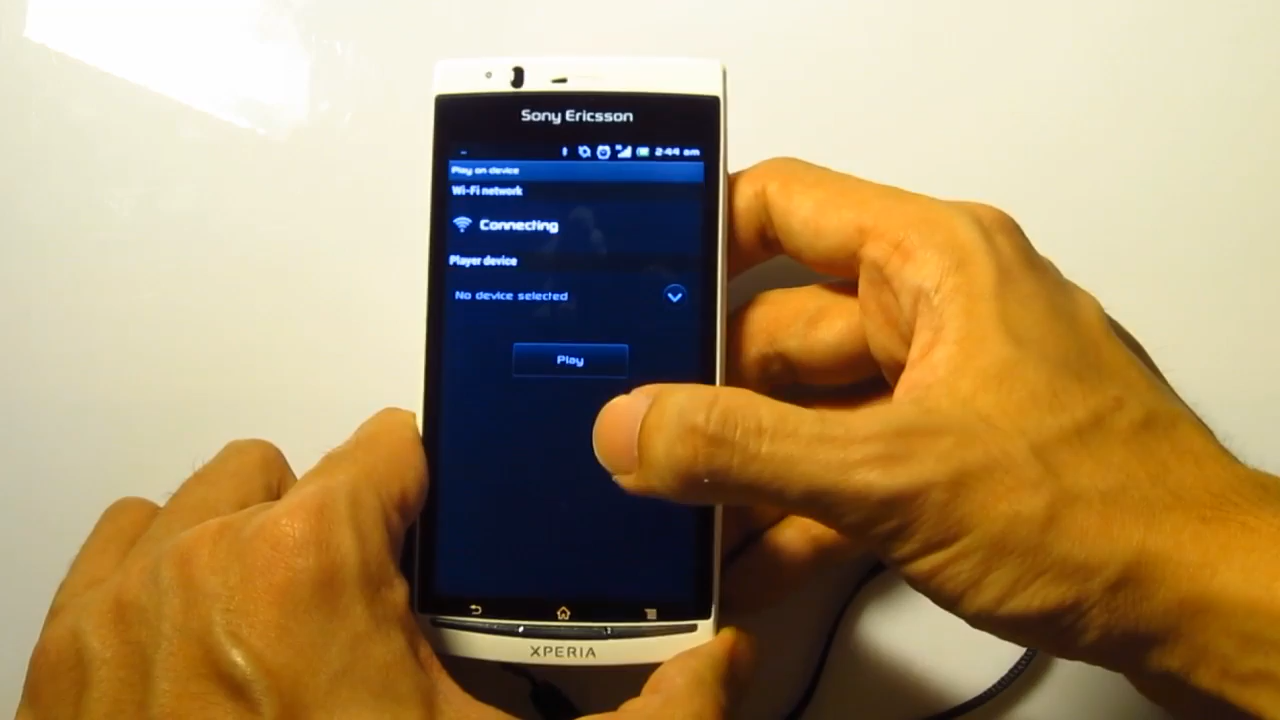 Sony Ericsson
2:44 am
Play on device
Wi-Fi network
Connecting
Player device
No device selected
Play
XPERIA